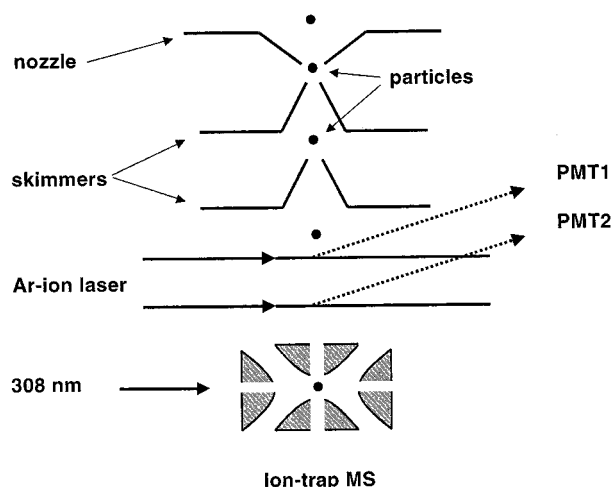 nozzle
particles
skimmers
PMT1
PMT2
Ar-ion laser
308 nm
Ion-trap MS